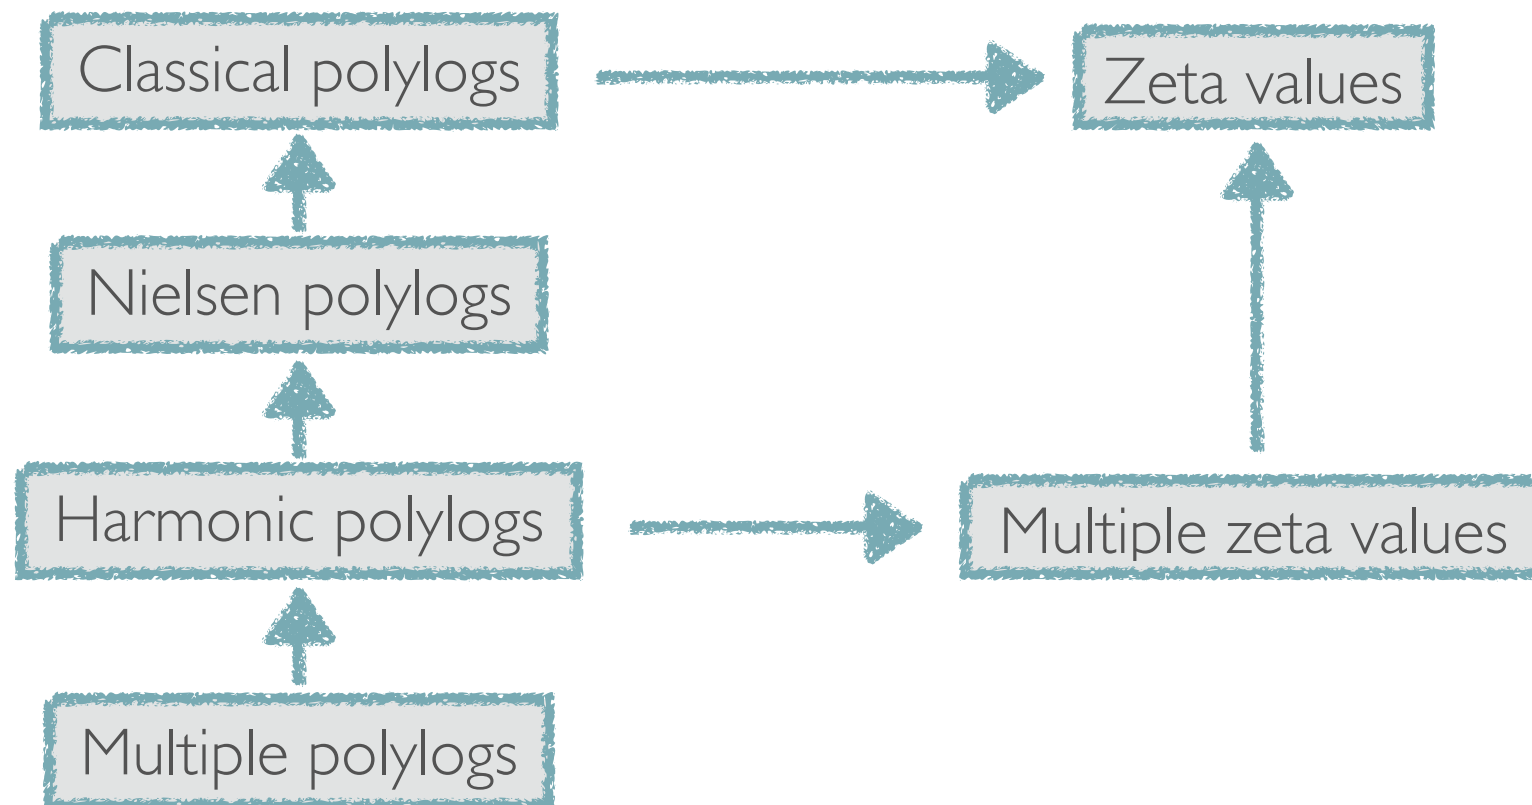 Classical polylogs
Zeta values
Nielsen polylogs
Harmonic polylogs
Multiple zeta values
Multiple polylogs